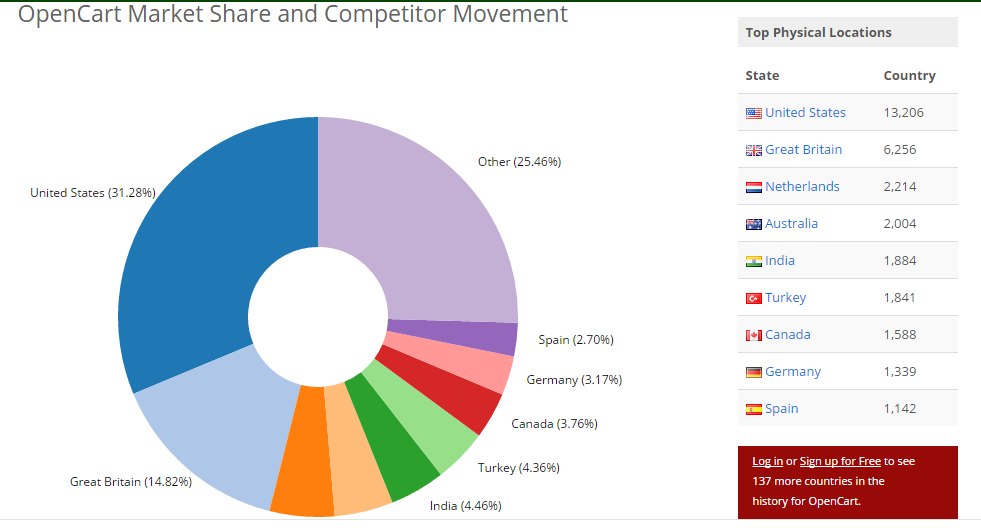 OpenCart Market Share and Competitor Movement
Other (25.46%)
United States (31.28%)
Spain (2.70%)
Germany (3.17%)
Canada (3.76%)
Turkey (4.36%)
Great Britain (14.82%)
India (4.46%)
Top Physical Locations
State Country
United States 13,206
Great Britain 6,256
Netherlands 2,214
Australia 2,004
India 1,884
Turkey 1,841
Canada 1,588
Germany 1,339
Spain 1,142
Log in or Sign up for Free to see
137 more countries in the
history for OpenCart.